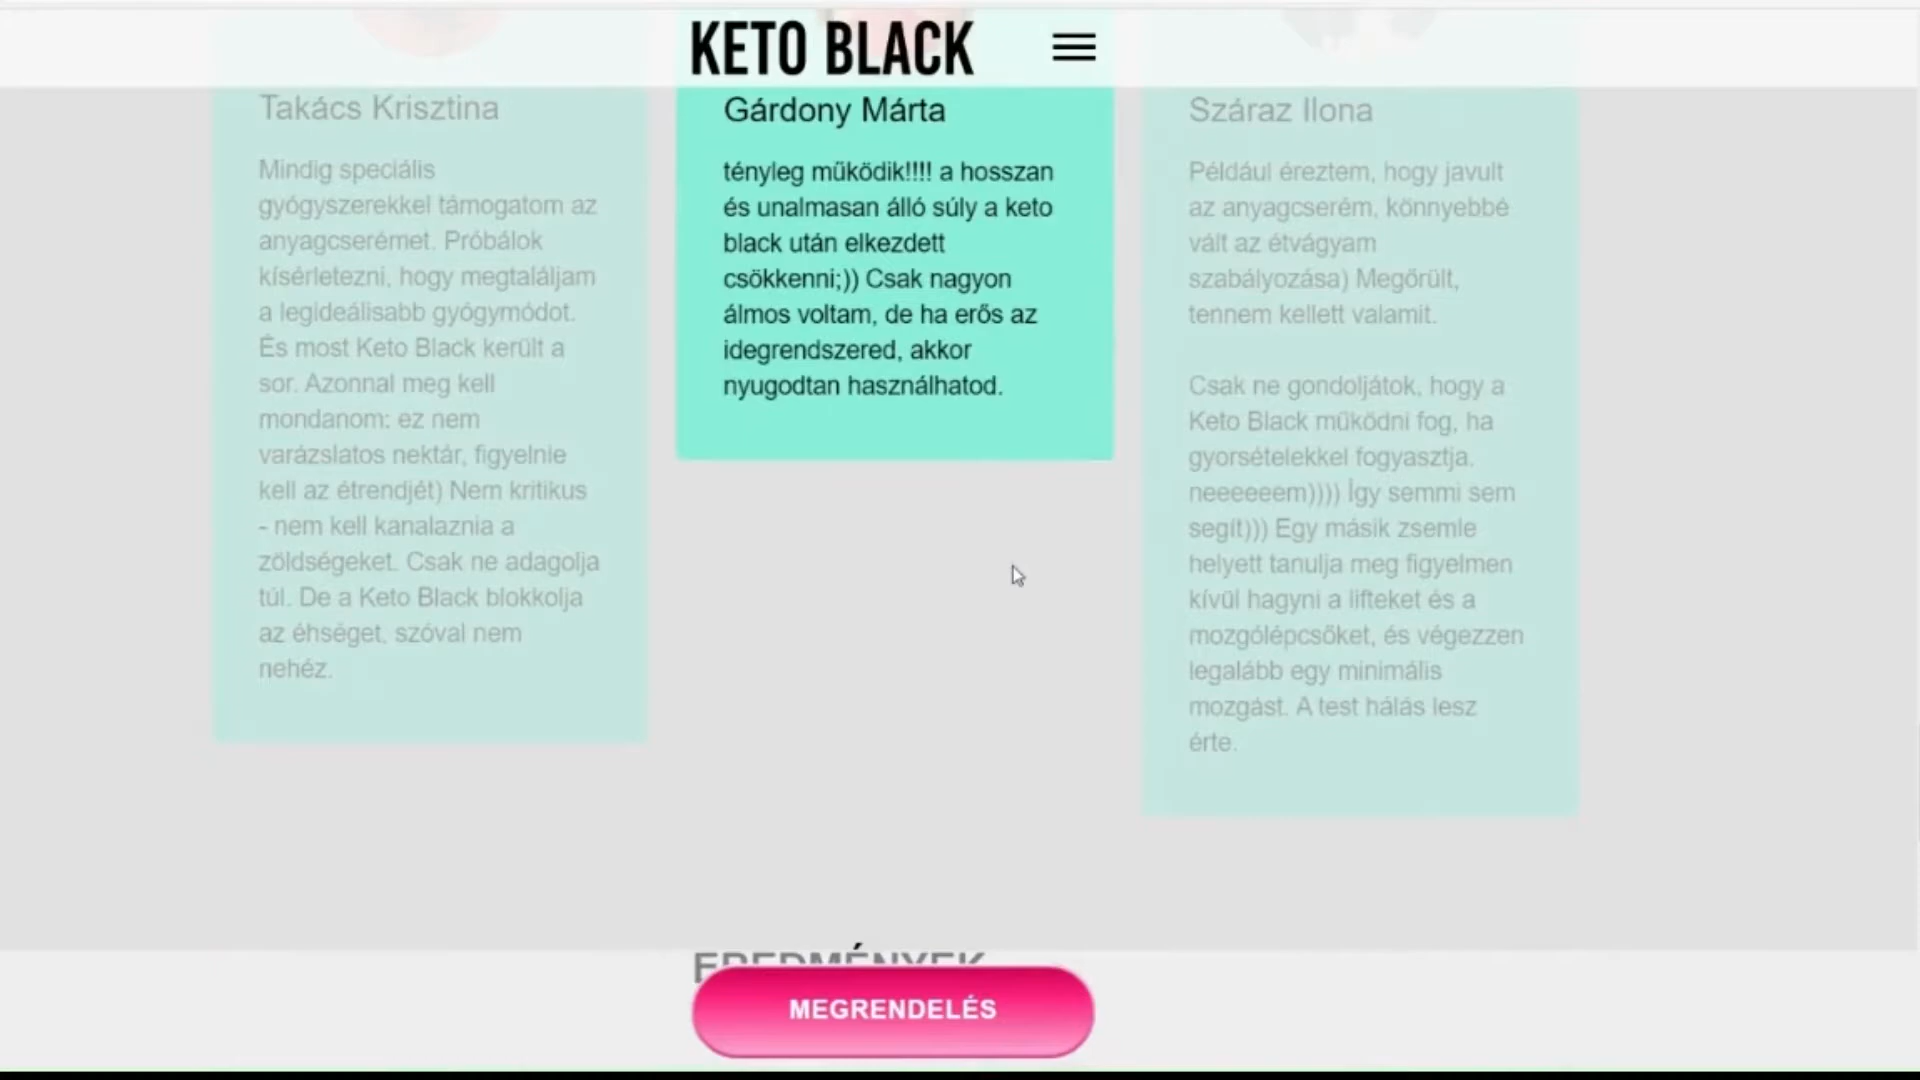 KETO BLACK
Takács Krisztina
Mindig speciális
gyógyszerekkel támogatom az
anyagcserémet. Próbálok
kísérletezni, hogy megtaláljam
a legideálisabb gyógymódot.
És most Keto Black került a
sor. Azonnal meg kell
mondanom: ez nem
varázslatos nektár, figyelnie
kell az étrendjét) Nem kritikus
- nem kell kanalaznia a
zöldségeket. Csak ne adagolja
túl. De a Keto Black blokkolja
az éhséget, szóval nem
nehéz.
Gárdony Márta
tényleg működik!!!! a hosszan
és unalmasan álló súly a keto
black után elkezdett
csökkenni;)) Csak nagyon
álmos voltam, de ha erős az
idegrendszered, akkor
nyugodtan használhatod.
Száraz Ilona
Például éreztem, hogy javult
az anyagcserém, könnyebbé
vált az étvágyam
szabályozása) Megőrült,
tennem kellett valamit.
Csak ne gondoljátok, hogy a
Keto Black működni fog, ha
gyorsételekkel fogyasztja.
neeeeeem)))) Így semmi sem
segít))) Egy másik zsemle
helyett tanulja meg figyelmen
kívül hagyni a lifteket és a
mozgólépcsőket, és végezzen
legalább egy minimális
mozgást. A test hálás lesz
érte.
EREDMÉNYEK
MEGRENDELÉS